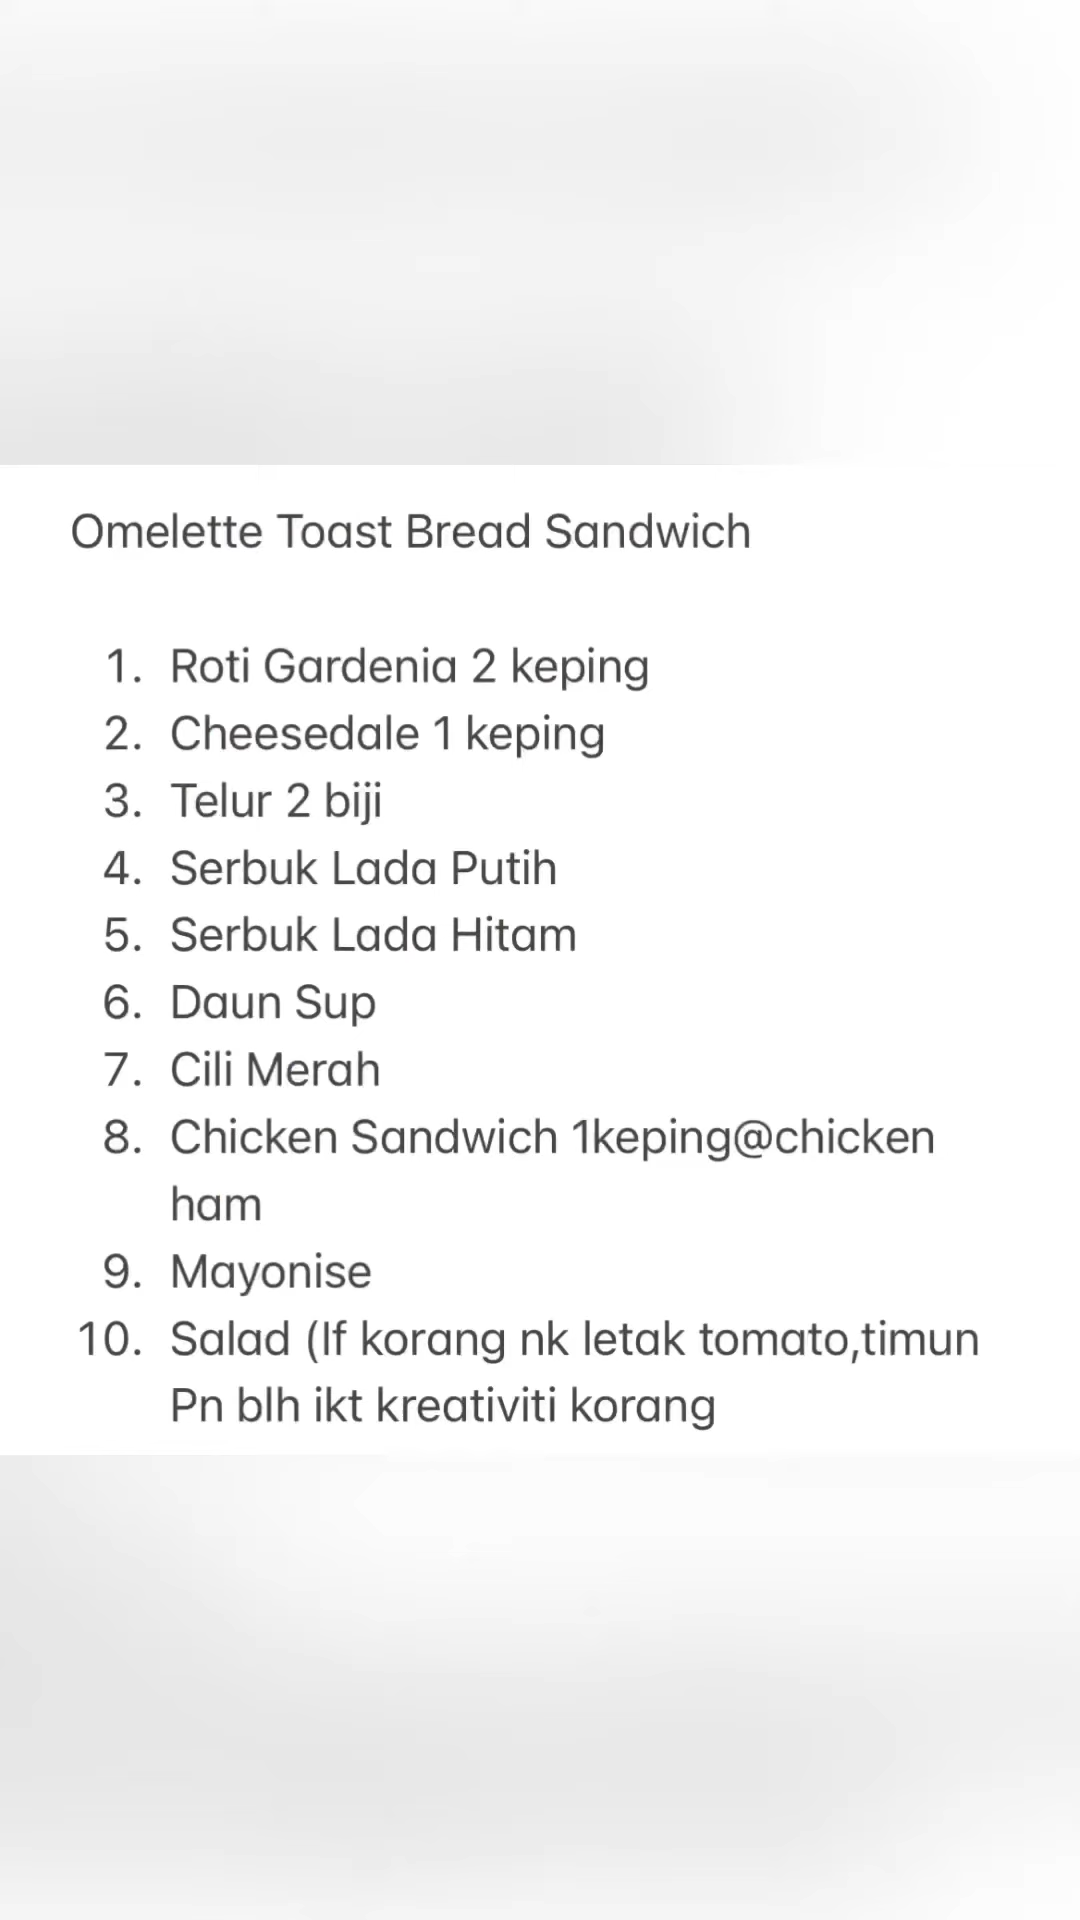 Omelette Toast Bread Sandwich
1. Roti Gardenia 2 keping
2. Cheesedale 1 keping
3. Telur 2 biji
4. Serbuk Lada Putih
5. Serbuk Lada Hitam
6. Daun Sup
7. Cili Merah
8. Chicken Sandwich 1keping@chicken
ham
9. Mayonise
10. Salad (If korang nk letak tomato,timun
Pn blh ikt kreativiti korang